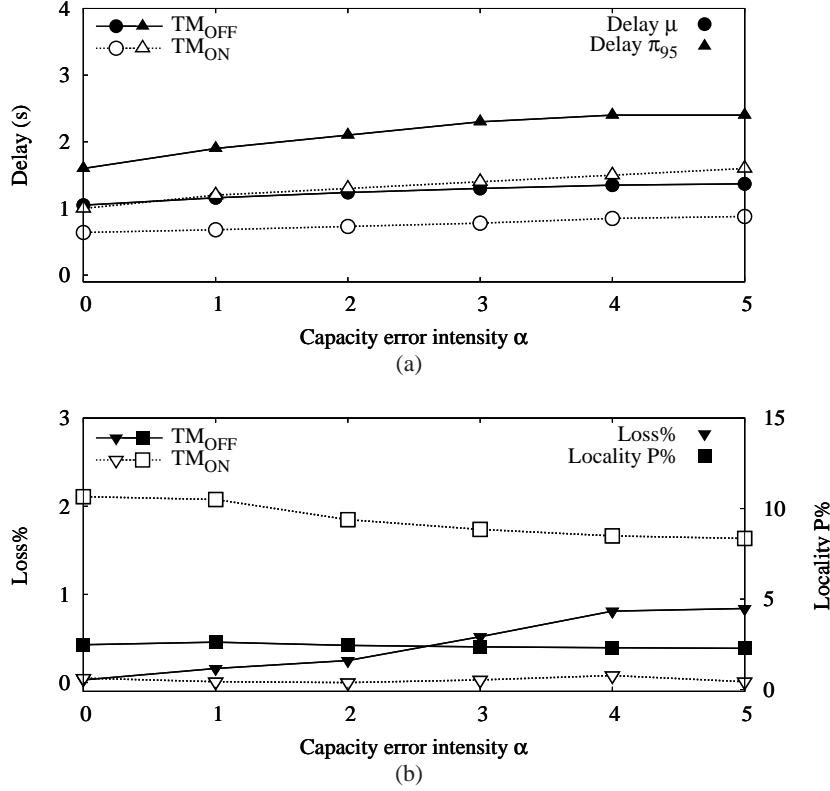 4
3
2
1
0
Delay (s)
TM_OFF
TM_ON
Delay μ
Delay π_95
0 1 2 3 4 5
Capacity error intensity α
(a)
3
2
1
0
Loss%
TM_OFF
TM_ON
Loss%
Locality P%
15
10
5
0
Locality P%
0 1 2 3 4 5
Capacity error intensity α
(b)